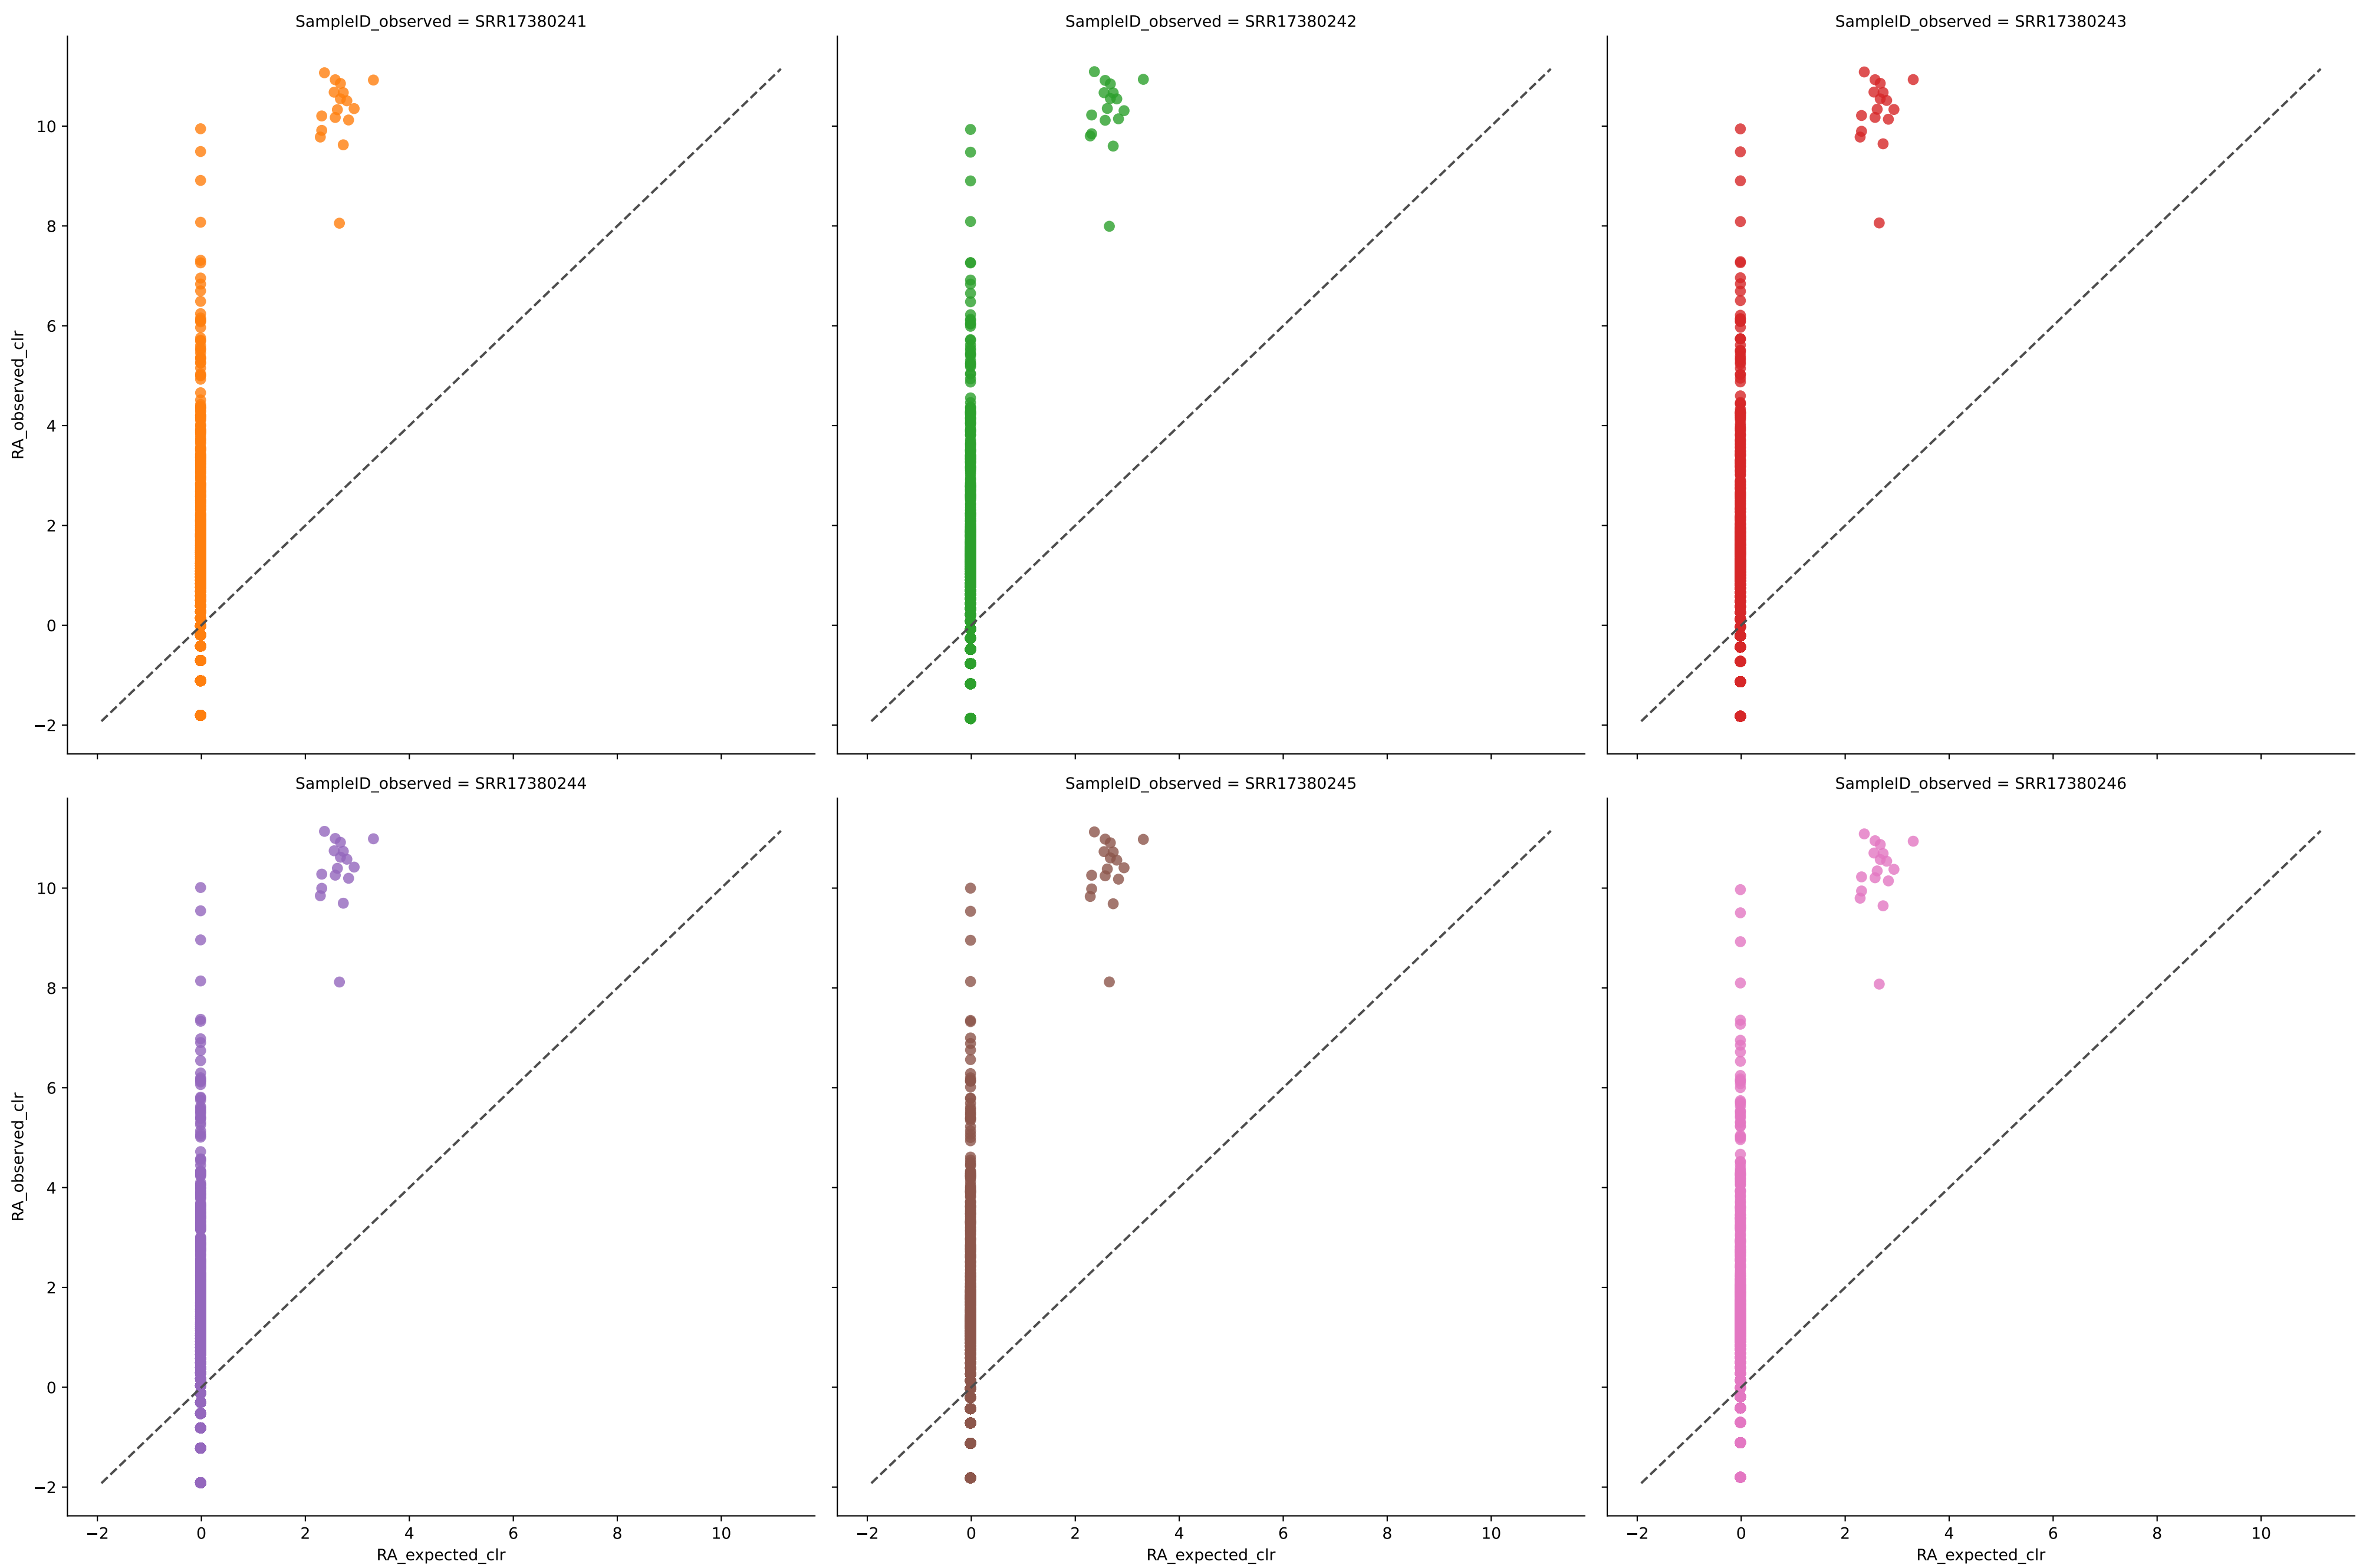 SampleID_observed = SRR17380241
SampleID_observed = SRR17380242
SampleID_observed = SRR17380243
RA_observed_clr
10
8
6
4
2
0
−2
SampleID_observed = SRR17380244
SampleID_observed = SRR17380245
SampleID_observed = SRR17380246
RA_observed_clr
10
8
6
4
2
0
−2
−2 0 2 4 6 8 10
−2 0 2 4 6 8 10
−2 0 2 4 6 8 10
RA_expected_clr
RA_expected_clr
RA_expected_clr